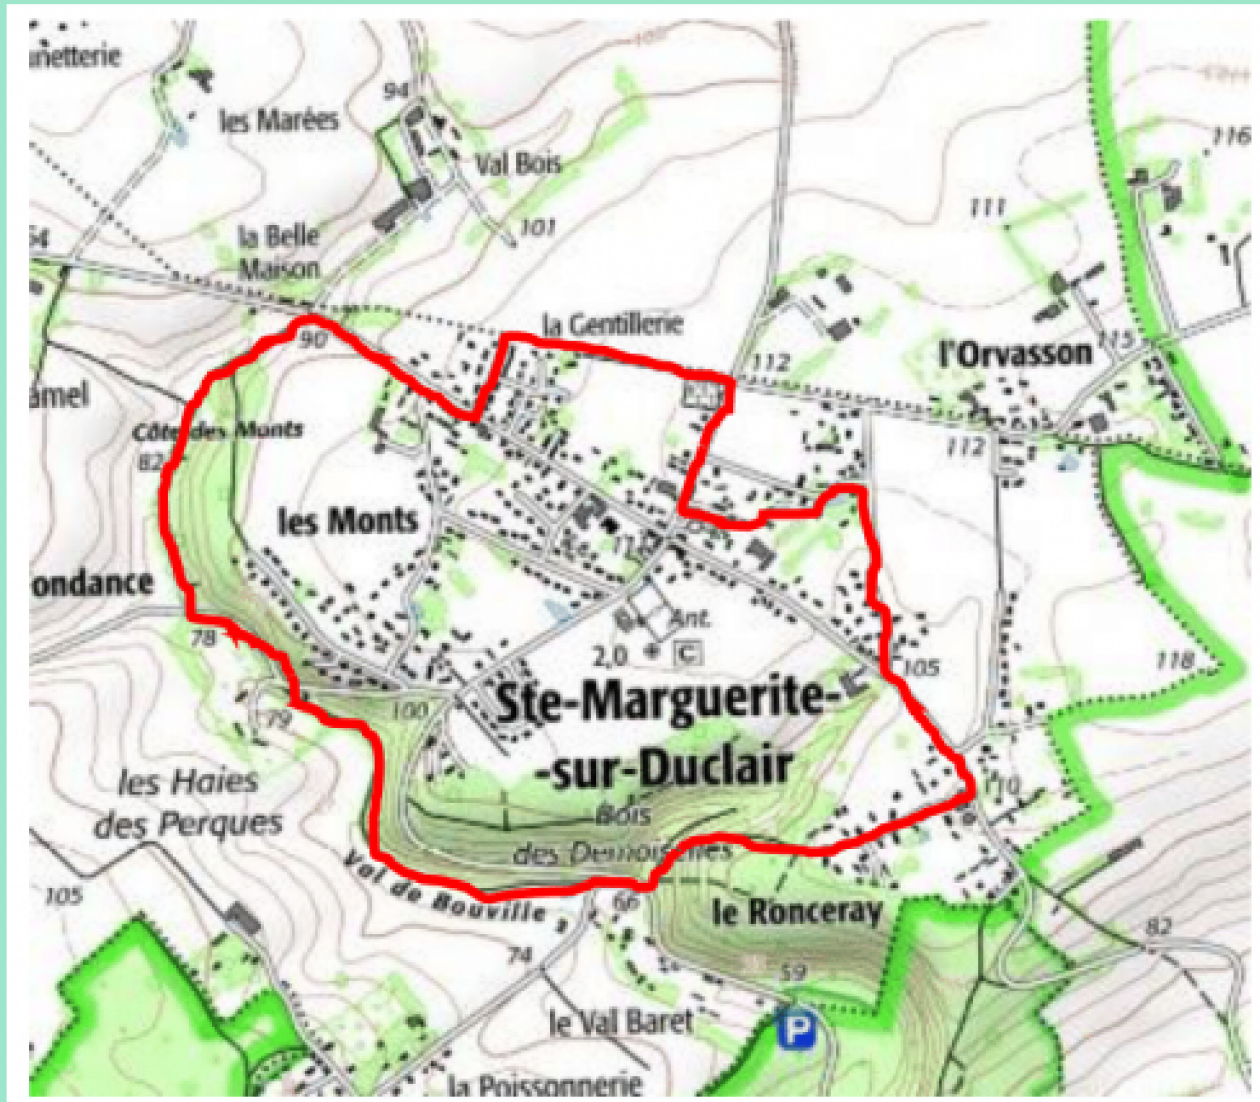 les Marées
94
Val Bois
116
111
101
la Belle
Maison
la Gentillerie
90
112
115
l'Orvasson
Côte des Monts
82
112
les Monts
ondance
78
Ant.
2,0
C
105
118
Ste-Marguerite-
-sur-Duclair
100
79
110
les Haies
des Perques
Bois
des Demoiselles
Val de Bouville
105
66
le Ronceray
82
74
59
le Val Baret
P
la Poissonnerie